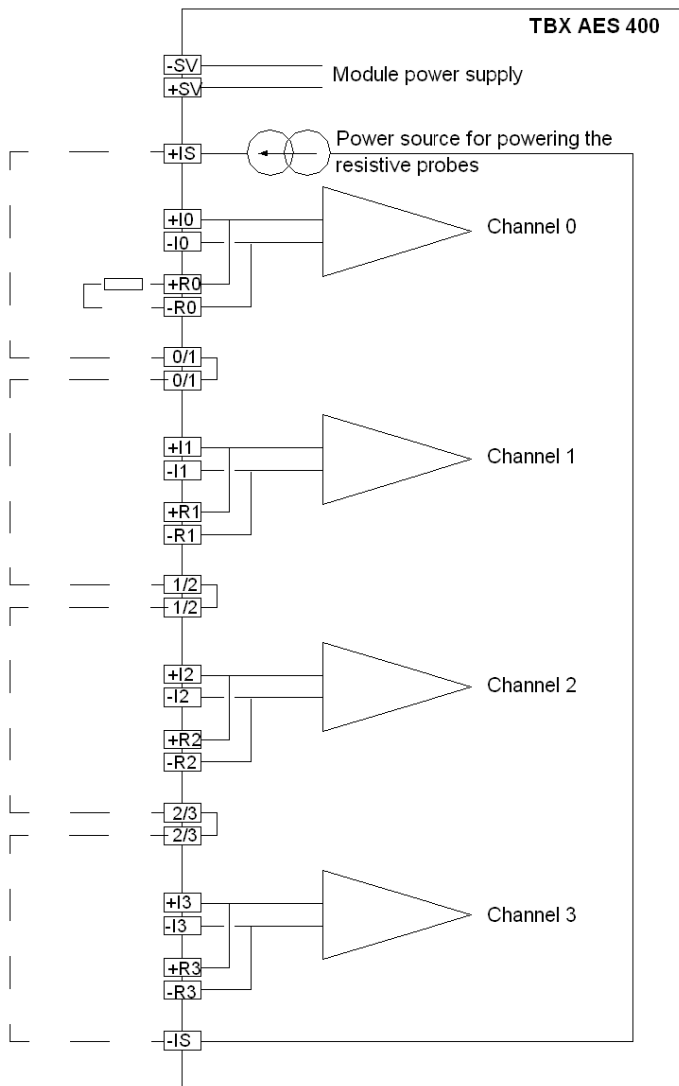 TBX AES 400
-SV
Module power supply
+SV
+IS
Power source for powering the
resistive probes
+I0
-I0
Channel 0
+R0
-R0
0/1
0/1
+I1
-I1
Channel 1
+R1
-R1
1/2
1/2
+I2
-I2
Channel 2
+R2
-R2
2/3
2/3
+I3
-I3
Channel 3
+R3
-R3
-IS